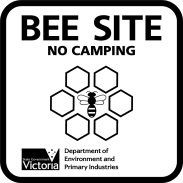 BEE SITE
NO CAMPING
State Government
Victoria
Department of
Environment and
Primary Industries